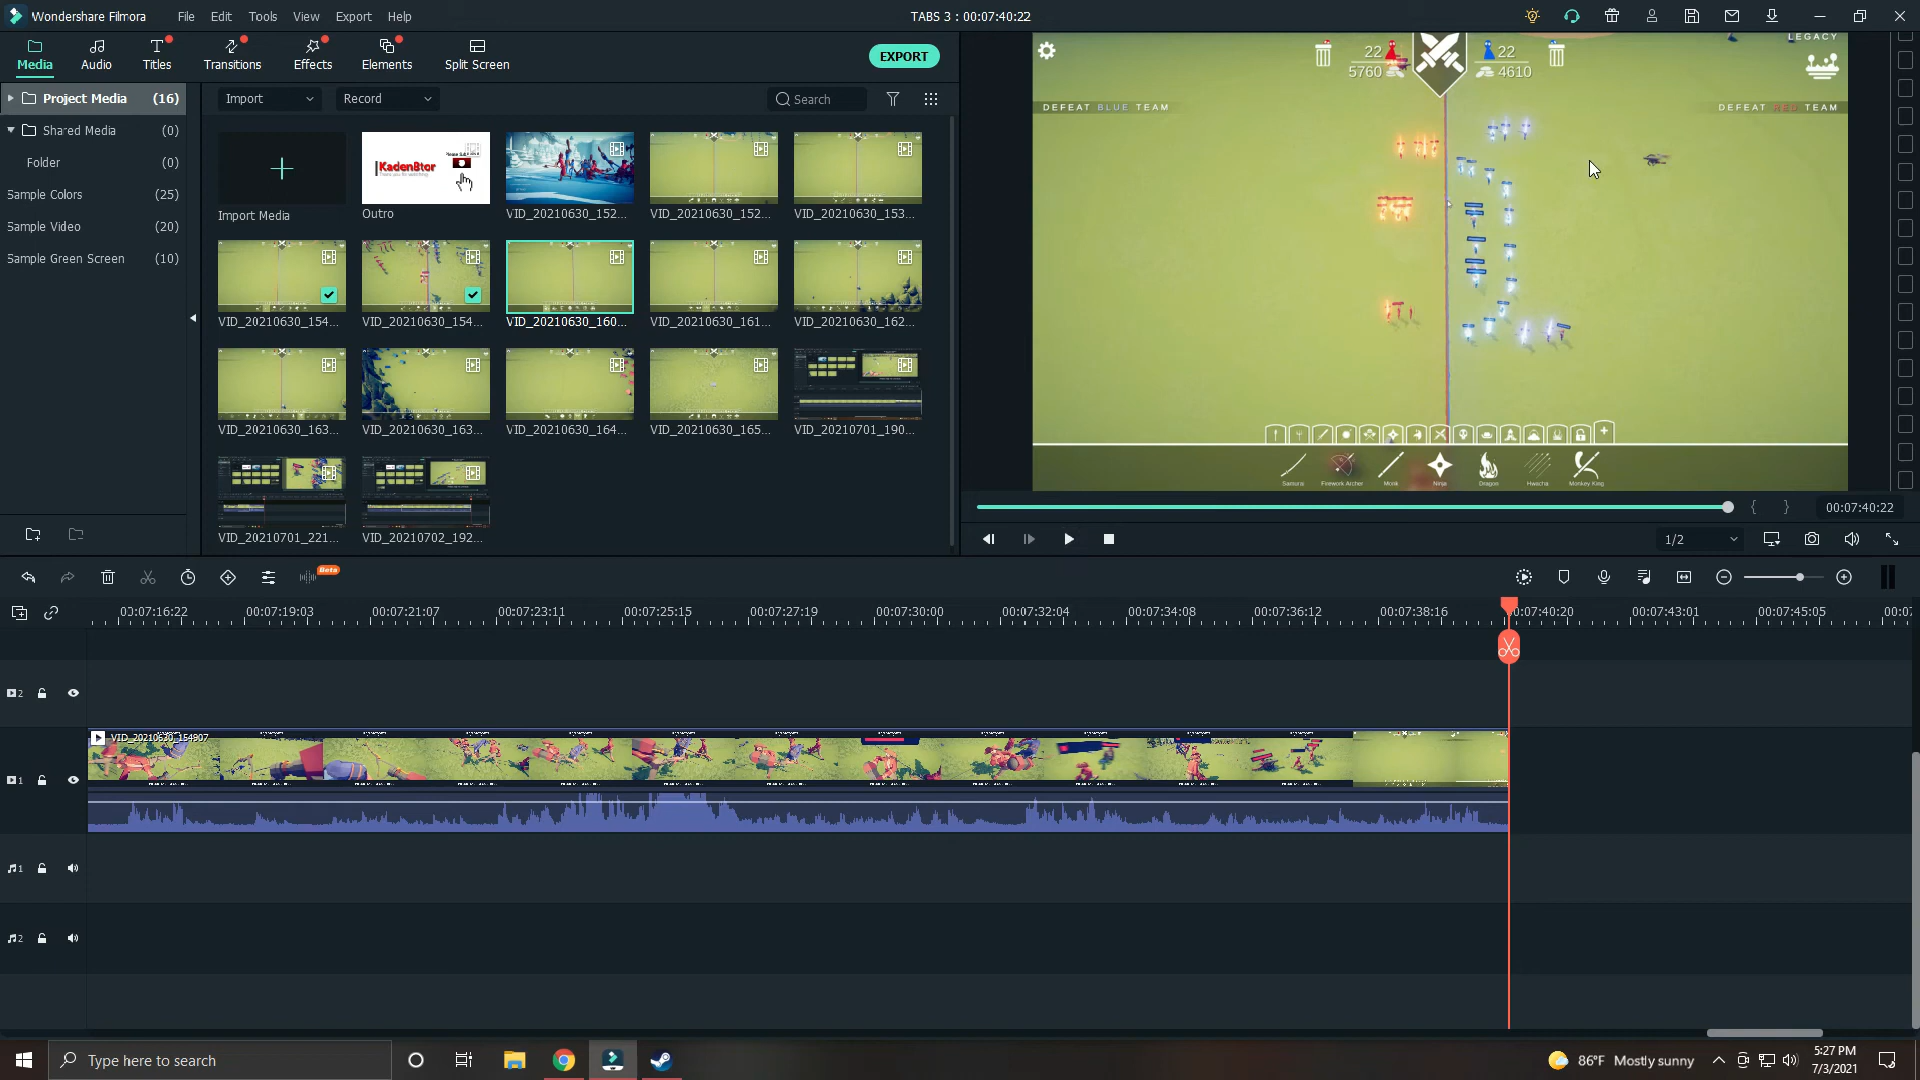 Wondershare Filmora
File Edit Tools View Export Help
TABS 3 : 00:07:40:22
Media Audio Titles Transitions Effects Elements Split Screen
EXPORT
Project Media (16)
Shared Media (0)
Folder (0)
Sample Colors (25)
Sample Video (20)
Sample Green Screen (10)
Import Record Search
Import Media
Outro
Kaden8tor
VID_20210630_152...
VID_20210630_152...
VID_20210630_153...
VID_20210630_154...
VID_20210630_154...
VID_20210630_160...
VID_20210630_161...
VID_20210630_162...
VID_20210630_163...
VID_20210630_163...
VID_20210630_164...
VID_20210630_165...
VID_20210701_190...
VID_20210701_221...
VID_20210702_192...
LEGACY
22 22
5760 4610
DEFEAT BLUE TEAM
DEFEAT RED TEAM
Samurai Firework Archer Monk Ninja Dragon Hwacha Monkey King
{ } 00:07:40:22
1/2
Beta
00:07:16:22 00:07:19:03 00:07:21:07 00:07:23:11 00:07:25:15 00:07:27:19 00:07:30:00 00:07:32:04 00:07:34:08 00:07:36:12 00:07:38:16 00:07:40:20 00:07:43:01 00:07:45:05
2
VID_20210630_154907
1
1
2
Type here to search
86°F Mostly sunny
5:27 PM
7/3/2021